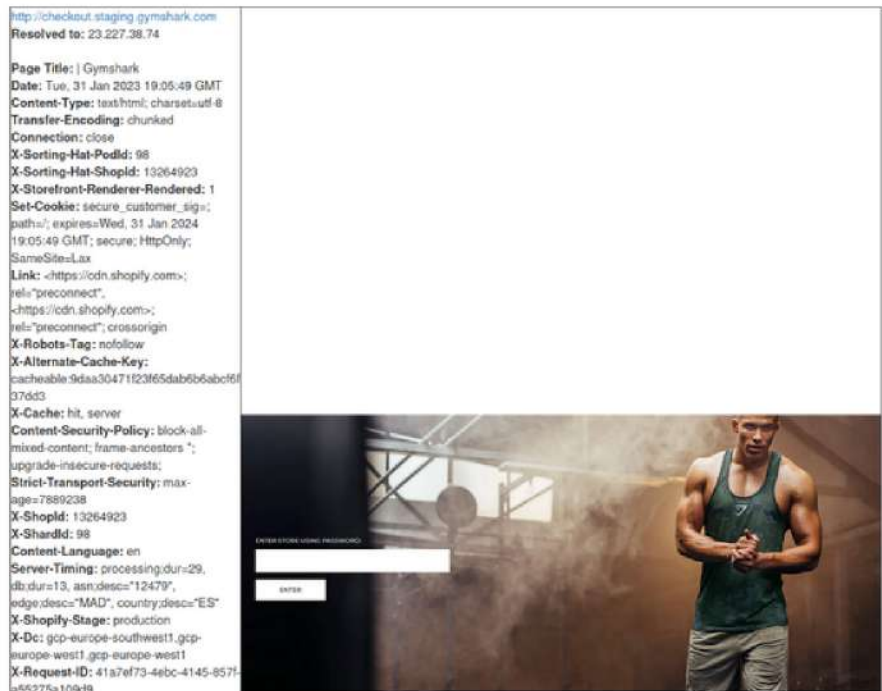 http://checkout.staging.gymshark.com
Resolved to: 23.227.38.74
Page Title: | Gymshark
Date: Tue, 31 Jan 2023 19:05:49 GMT
Content-Type: text/html; charset=utf-8
Transfer-Encoding: chunked
Connection: close
X-Sorting-Hat-PodId: 98
X-Sorting-Hat-ShopId: 13264923
X-Storefront-Renderer-Rendered: 1
Set-Cookie: secure_customer_sig=;
path=/; expires=Wed, 31 Jan 2024
19:05:49 GMT; secure; HttpOnly;
SameSite=Lax
Link: <https://cdn.shopify.com>;
rel="preconnect",
<https://cdn.shopify.com>;
rel="preconnect"; crossorigin
X-Robots-Tag: nofollow
X-Alternate-Cache-Key:
cacheable:9daa30471f23f65dab6b6abcf6f
37dd3
X-Cache: hit, server
Content-Security-Policy: block-all-
mixed-content; frame-ancestors *;
upgrade-insecure-requests;
Strict-Transport-Security: max-
age=7889238
X-ShopId: 13264923
X-ShardId: 98
Content-Language: en
Server-Timing: processing;dur=29,
db;dur=13, asn;desc="12479",
edge;desc="MAD", country;desc="ES"
X-Shopify-Stage: production
X-Dc: gcp-europe-southwest1,gcp-
europe-west1,gcp-europe-west1
X-Request-ID: 41a7ef73-4ebc-4145-857f-
a55275a109d9
ENTER STORE USING PASSWORD:
ENTER